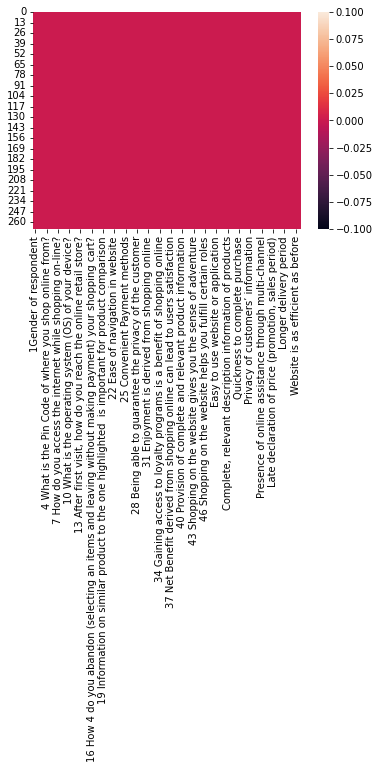 0
13
26
39
52
65
78
91
104
117
130
143
156
169
182
195
208
221
234
247
260
0.100
0.075
0.050
0.025
0.000
−0.025
−0.050
−0.075
−0.100
1Gender of respondent
4 What is the Pin Code of where you shop online from?
7 How do you access the internet while shopping on-line?
10 What is the operating system (OS) of your device?
13 After first visit, how do you reach the online retail store?
16 How 4 do you abandon (selecting an items and leaving without making payment) your shopping cart?
19 Information on similar product to the one highlighted  is important for product comparison
22 Ease of navigation in website
25 Convenient Payment methods
28 Being able to guarantee the privacy of the customer
31 Enjoyment is derived from shopping online
34 Gaining access to loyalty programs is a benefit of shopping online
37 Net Benefit derived from shopping online can lead to users satisfaction
40 Provision of complete and relevant product information
43 Shopping on the website gives you the sense of adventure
46 Shopping on the website helps you fulfill certain roles
Easy to use website or application
Complete, relevant description information of products
Quickness to complete purchase
Privacy of customers’ information
Presence of online assistance through multi-channel
Late declaration of price (promotion, sales period)
Longer delivery period
Website is as efficient as before